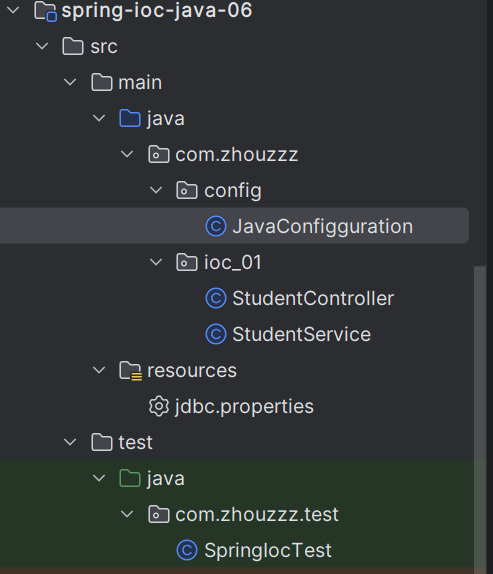 spring-ioc-java-06
src
main
java
com.zhouzzz
config
JavaConfigguration
ioc_01
StudentController
StudentService
resources
jdbc.properties
test
java
com.zhouzzz.test
SpringIocTest